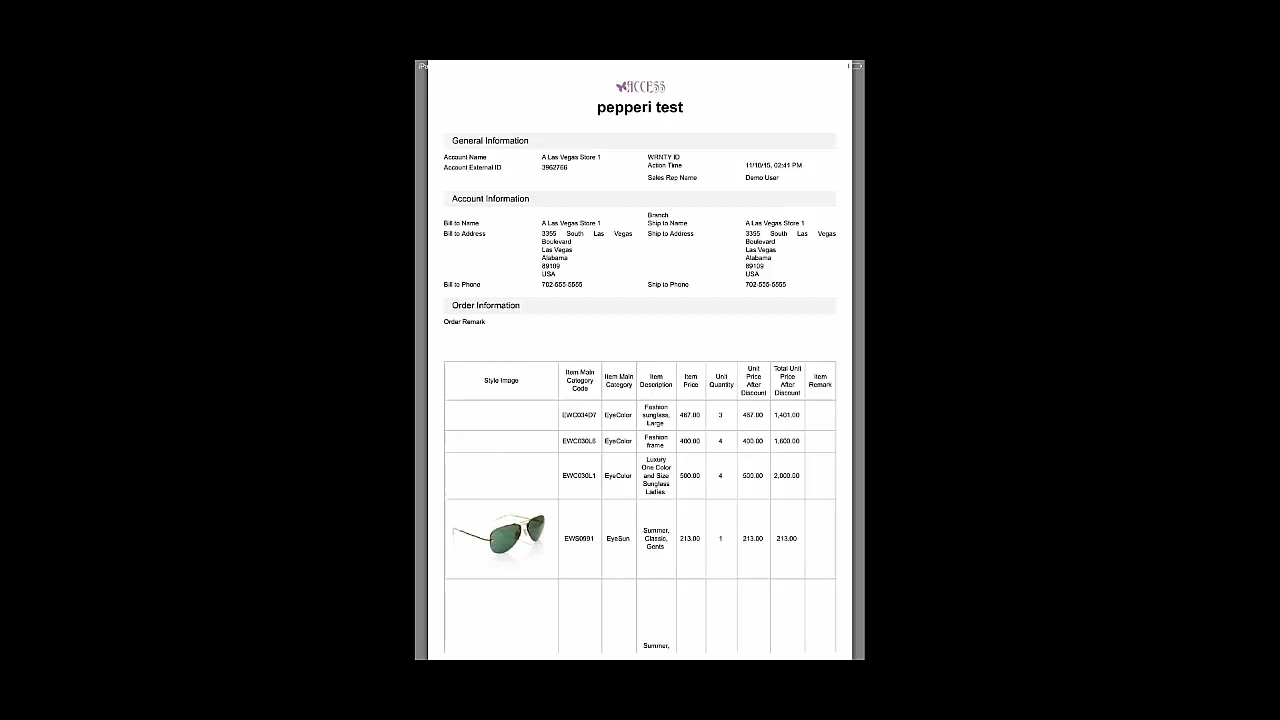 iPa
ACCESS
pepperi test
General Information
Account Name A Las Vegas Store 1 WRNTY ID
Account External ID 3962766 Action Time 11/10/15, 02:41 PM
Sales Rep Name Demo User
Account Information
Branch
Bill to Name A Las Vegas Store 1 Ship to Name A Las Vegas Store 1
Bill to Address 3355 South Las Vegas Ship to Address 3355 South Las Vegas
Boulevard Boulevard
Las Vegas Las Vegas
Alabama Alabama
89109 89109
USA USA
Bill to Phone 702-555-5555 Ship to Phone 702-555-5555
Order Information
Order Remark
Style Image Item Main Category Code Item Main Category Item Description Item Price Unit Quantity Unit Price After Discount Total Unit Price After Discount Item Remark
EWC034D7 EyeColor Fashion sunglass, Large 467.00 3 467.00 1,401.00
EWC030L6 EyeColor Fashion frame 400.00 4 400.00 1,600.00
EWC030L1 EyeColor Luxury One Color and Size Sunglass Ladies 500.00 4 500.00 2,000.00
EWS0991 EyeSun Summer, Classic, Gents 213.00 1 213.00 213.00
Summer,